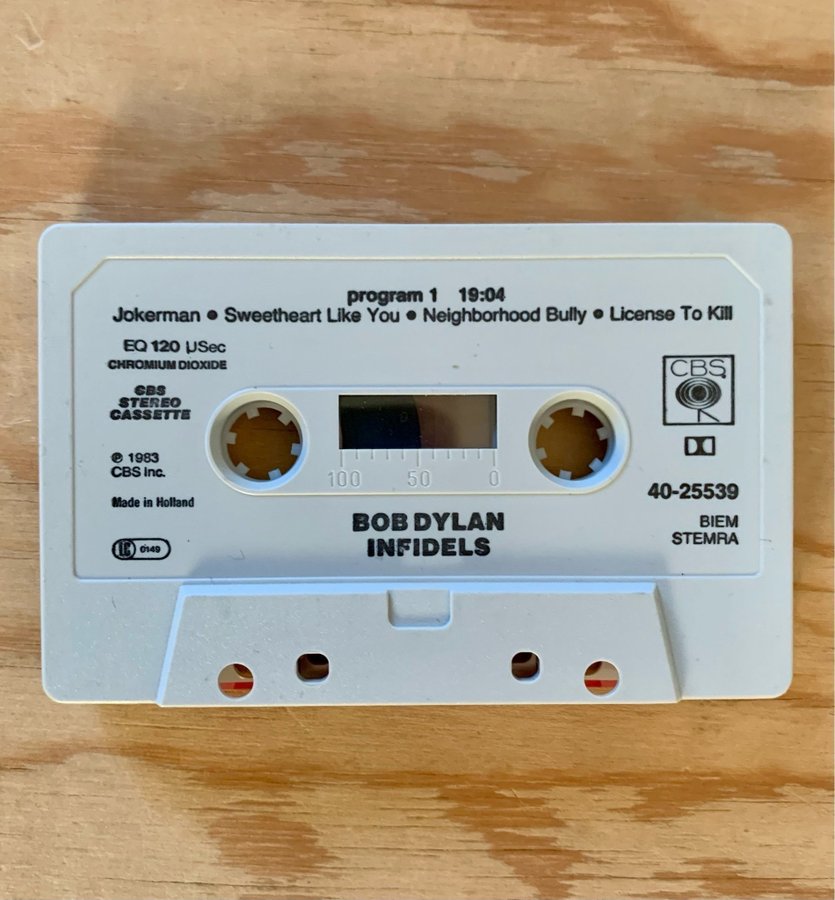 program 1 19:04
Jokerman • Sweetheart Like You • Neighborhood Bully • License To Kill
EQ 120 µSec
CHROMIUM DIOXIDE
CBS
STEREO
CASSETTE
℗ 1983
CBS Inc.
Made in Holland
LC 0149
100 50 0
BOB DYLAN
INFIDELS
CBS
40-25539
BIEM
STEMRA